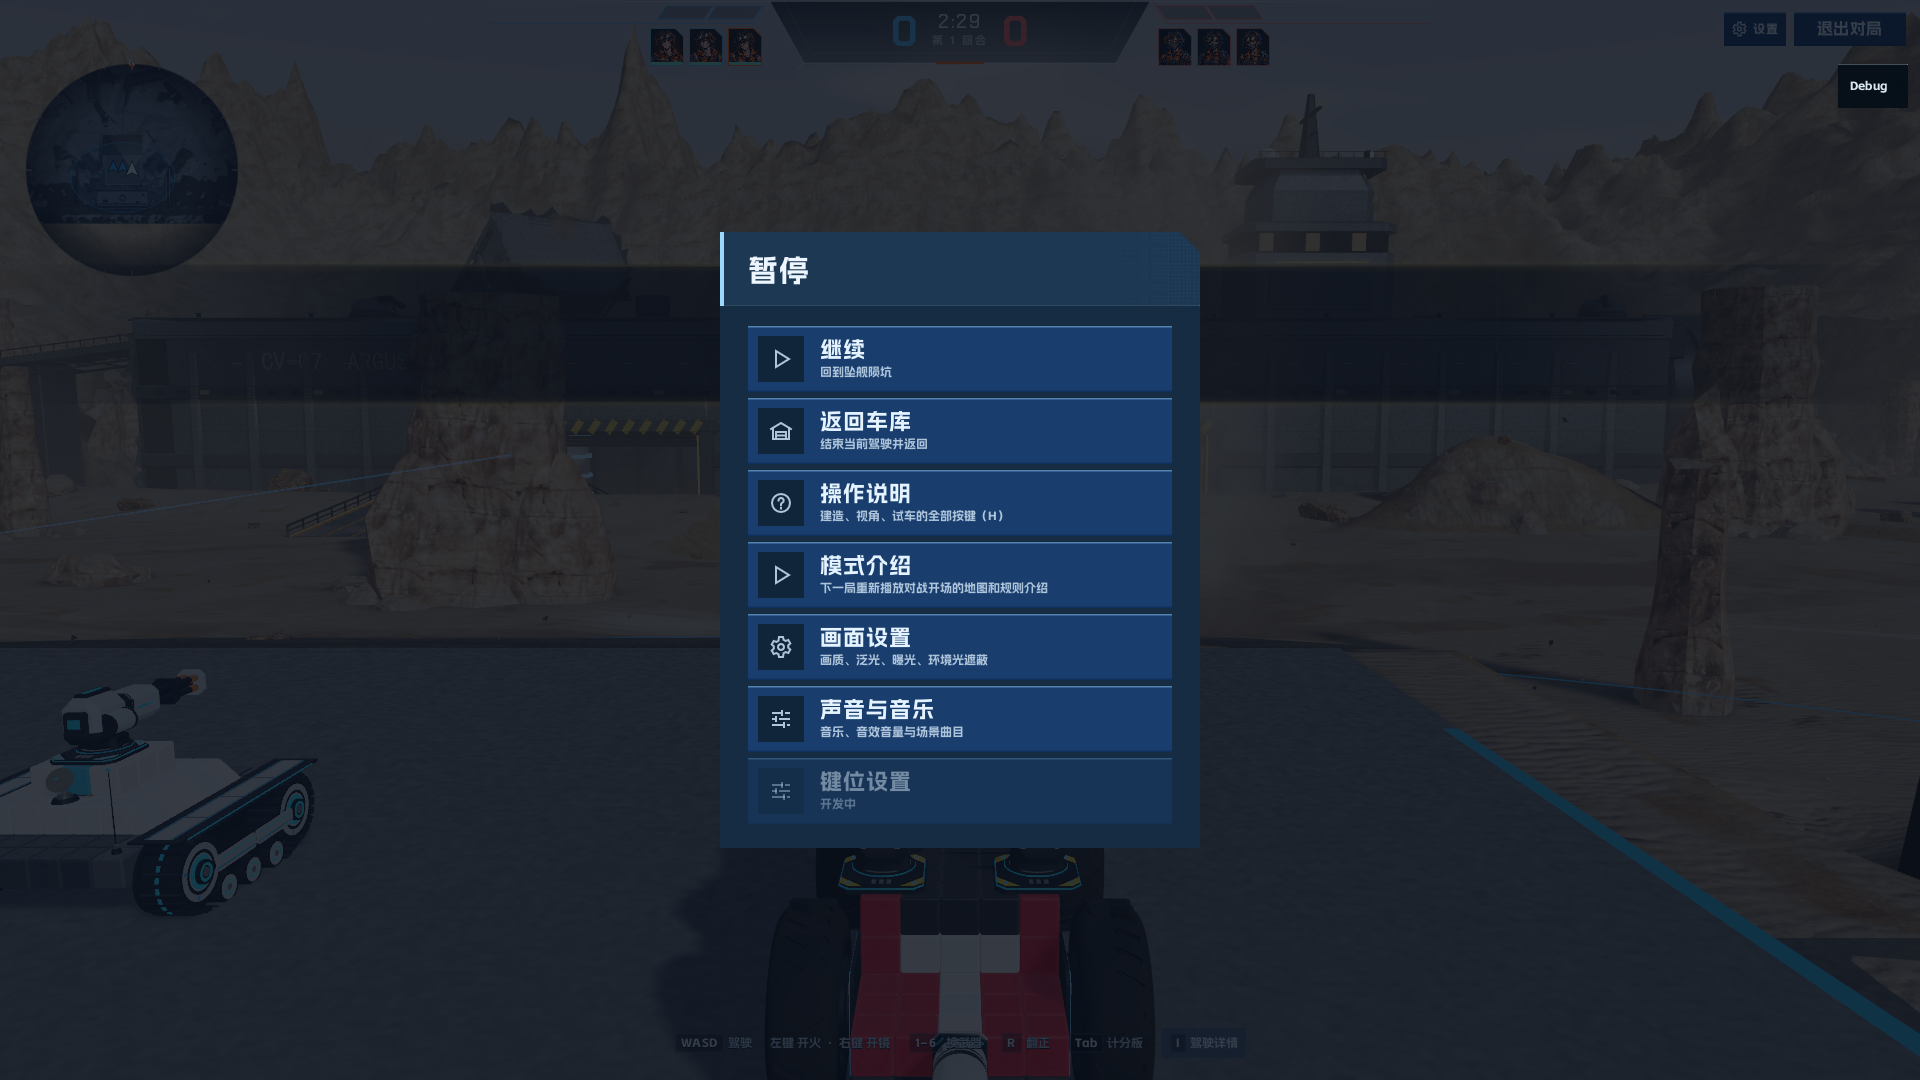 0
2:29
第 1 回合
0
设置
退出对局
Debug
CV-07 ARGUS
暂停
继续
回到坠舰陨坑
返回车库
结束当前驾驶并返回
操作说明
建造、视角、试车的全部按键（H）
模式介绍
下一局重新播放对战开场的地图和规则介绍
画面设置
画质、泛光、曝光、环境光遮蔽
声音与音乐
音乐、音效音量与场景曲目
键位设置
开发中
WASD 驾驶 左键 开火 · 右键 开镜 1-6 换武器 R 翻正 Tab 计分板 I 驾驶详情